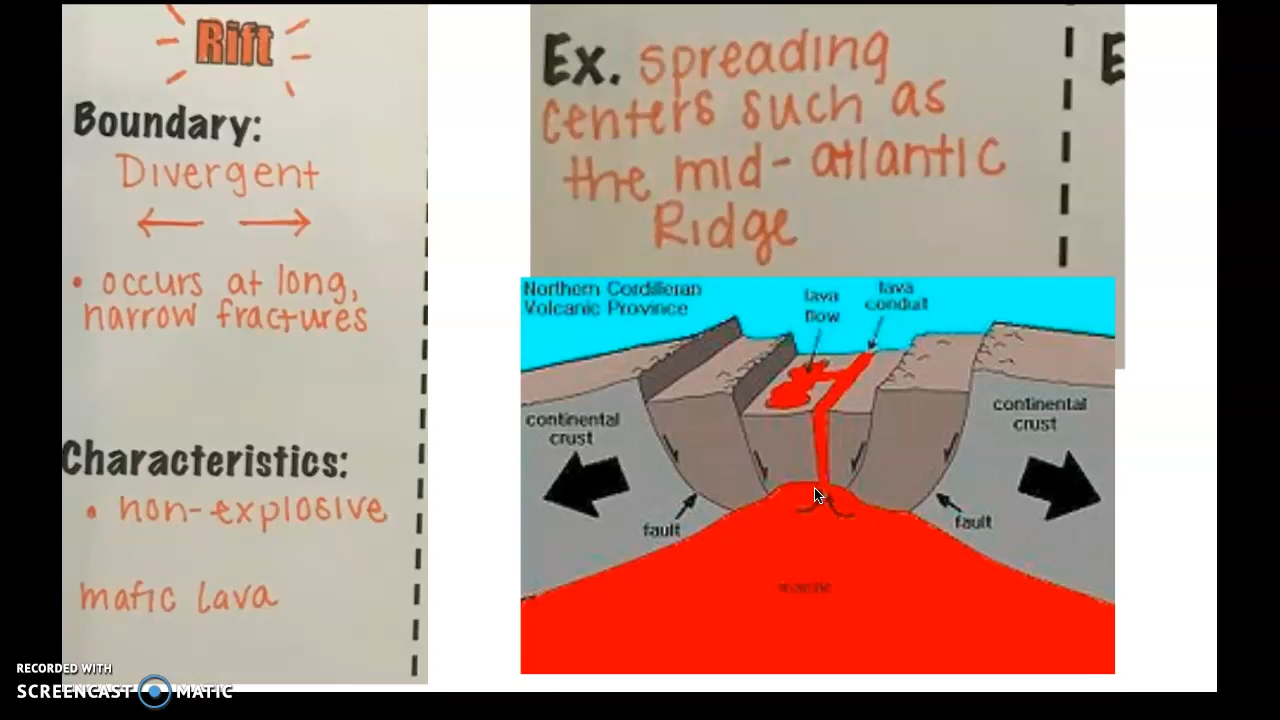 Rift
Boundary:
Divergent
• occurs at long,
narrow fractures
Characteristics:
• non-explosive
mafic lava
Ex. spreading
centers such as
the mid-atlantic
Ridge
E
Northern Cordilleran
Volcanic Province
lava
flow
lava
conduit
continental
crust
continental
crust
fault
fault
mantle
RECORDED WITH
SCREENCAST MATIC